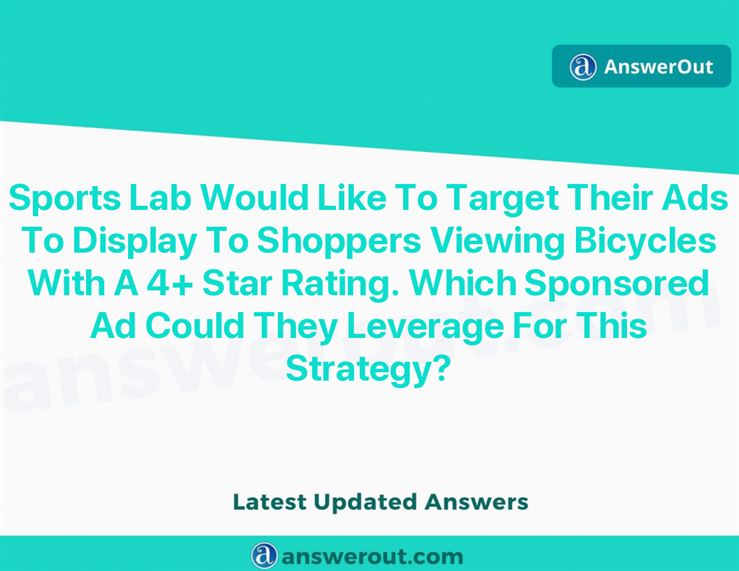 AnswerOut
Sports Lab Would Like To Target Their Ads
To Display To Shoppers Viewing Bicycles
With A 4+ Star Rating. Which Sponsored
Ad Could They Leverage For This
Strategy?
answerout.com
Latest Updated Answers
answerout.com